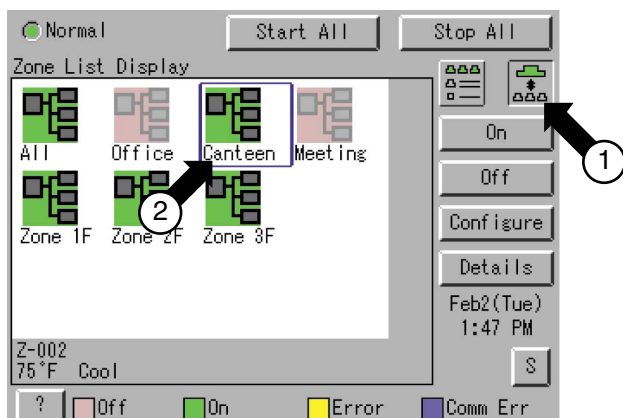 Normal Start All Stop All
Zone List Display
All Office Canteen Meeting
Zone 1F Zone 2F Zone 3F
On
Off
Configure
Details
Feb2(Tue)
1:47 PM
Z-002
75°F Cool
S
? Off On Error Comm Err
1
2